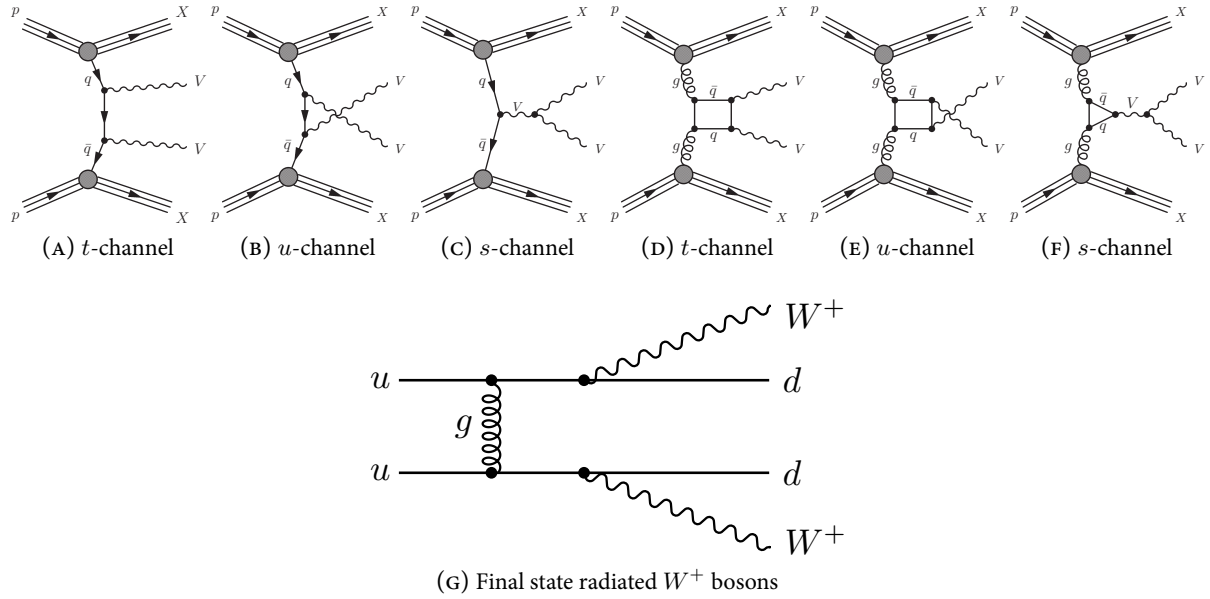 p X p X p X p X p X p X
q V q V q V g q̄ V g q̄ V g q̄ V V
q̄ V q̄ V q̄ V g q V g q V g q V
p X p X p X p X p X p X
(A) t-channel (B) u-channel (C) s-channel (D) t-channel (E) u-channel (F) s-channel
W⁺
u d
g
u d
W⁺
(G) Final state radiated W⁺ bosons